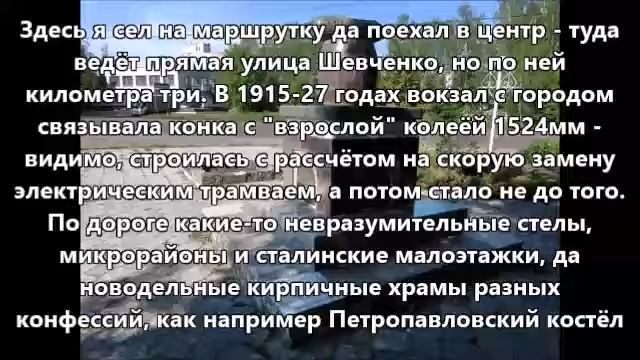 Здесь я сел на маршрутку да поехал в центр - туда
ведёт прямая улица Шевченко, но по ней
километра три. В 1915-27 годах вокзал с городом
связывала конка с "взрослой" колеёй 1524мм -
видимо, строилась с рассчётом на скорую замену
электрическим трамваем, а потом стало не до того.
По дороге какие-то невразумительные стелы,
микрорайоны и сталинские малоэтажки, да
новодельные кирпичные храмы разных
конфессий, как например Петропавловский костёл